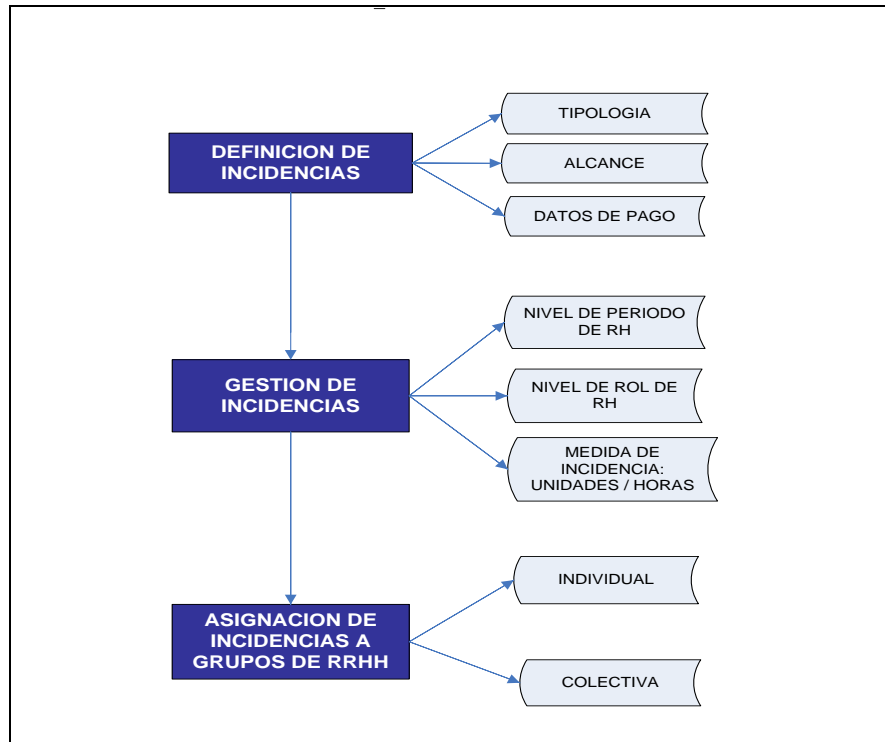 DEFINICION DE
INCIDENCIAS
TIPOLOGIA
ALCANCE
DATOS DE PAGO
GESTION DE
INCIDENCIAS
NIVEL DE PERIODO
DE RH
NIVEL DE ROL DE
RH
MEDIDA DE
INCIDENCIA:
UNIDADES / HORAS
ASIGNACION DE
INCIDENCIAS A
GRUPOS DE RRHH
INDIVIDUAL
COLECTIVA